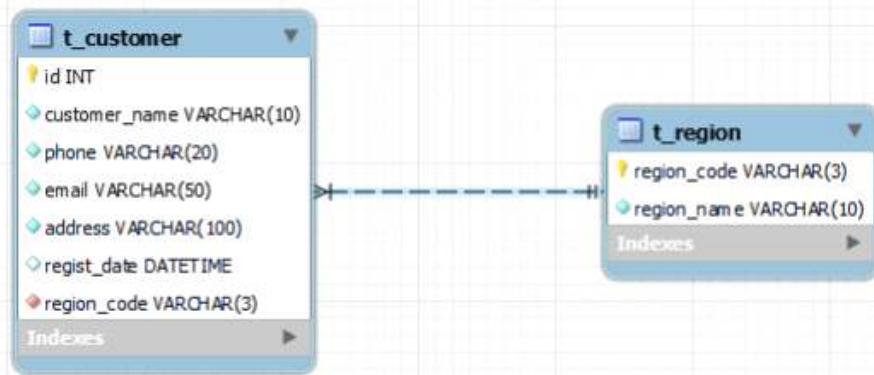 t_customer
id INT
customer_name VARCHAR(10)
phone VARCHAR(20)
email VARCHAR(50)
address VARCHAR(100)
regist_date DATETIME
region_code VARCHAR(3)
Indexes
t_region
region_code VARCHAR(3)
region_name VARCHAR(10)
Indexes